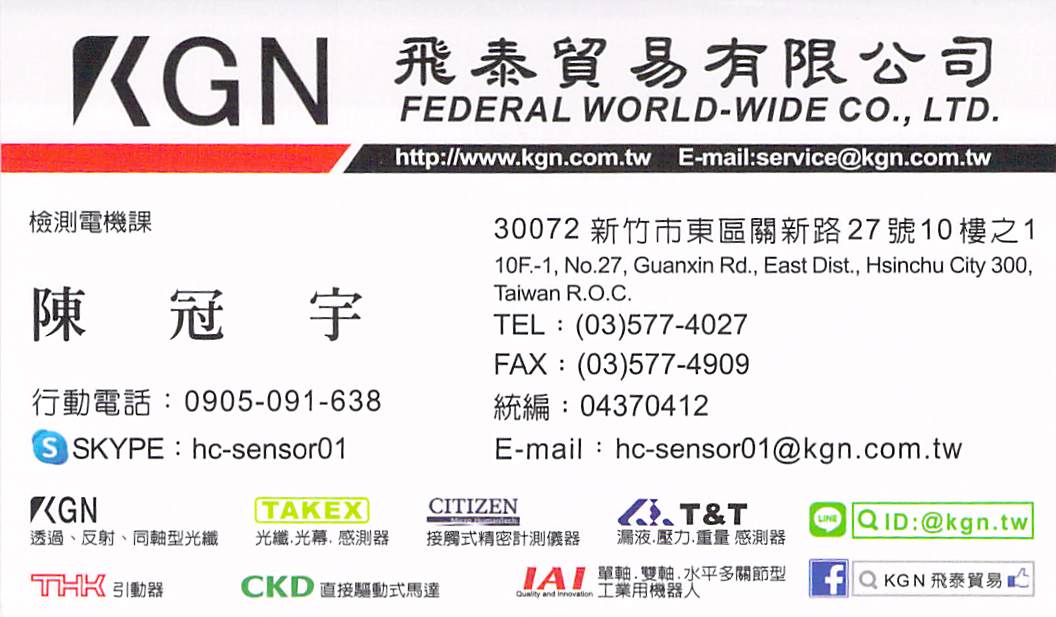 KGN 飛泰貿易有限公司
FEDERAL WORLD-WIDE CO., LTD.
http://www.kgn.com.tw E-mail:service@kgn.com.tw
檢測電機課
陳冠宇
行動電話：0905-091-638
S SKYPE：hc-sensor01
30072 新竹市東區關新路27號10樓之1
10F.-1, No.27, Guanxin Rd., East Dist., Hsinchu City 300,
Taiwan R.O.C.
TEL：(03)577-4027
FAX：(03)577-4909
統編：04370412
E-mail：hc-sensor01@kgn.com.tw
KGN
透過、反射、同軸型光纖
TAKEX
光纖.光幕.感測器
CITIZEN
Micro HumanTech
接觸式精密計測儀器
T&T
漏液.壓力.重量 感測器
LINE ID:@kgn.tw
THK 引動器
CKD 直接驅動式馬達
IAI
Quality and Innovation
單軸.雙軸.水平多關節型
工業用機器人
f KGN 飛泰貿易